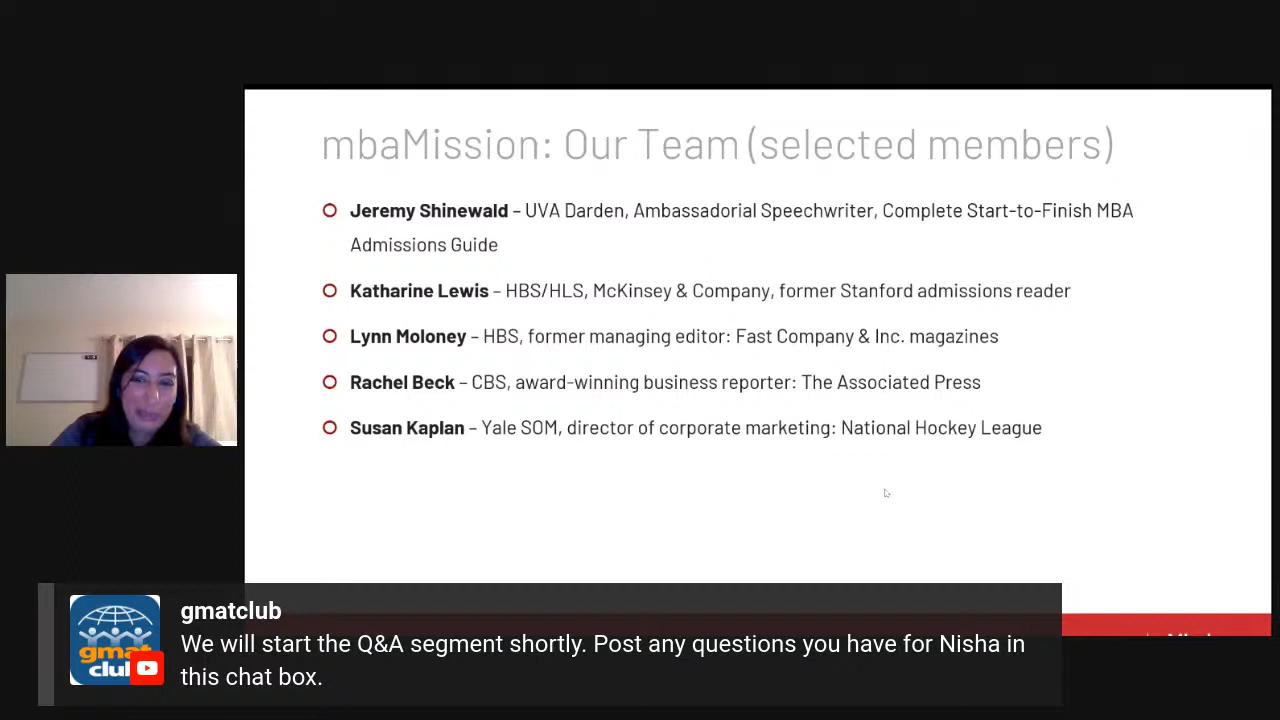 mbaMission: Our Team (selected members)
Jeremy Shinewald – UVA Darden, Ambassadorial Speechwriter, Complete Start-to-Finish MBA
Admissions Guide
Katharine Lewis – HBS/HLS, McKinsey & Company, former Stanford admissions reader
Lynn Moloney – HBS, former managing editor: Fast Company & Inc. magazines
Rachel Beck – CBS, award-winning business reporter: The Associated Press
Susan Kaplan – Yale SOM, director of corporate marketing: National Hockey League
gmatclub
We will start the Q&A segment shortly. Post any questions you have for Nisha in
this chat box.
gmat
club